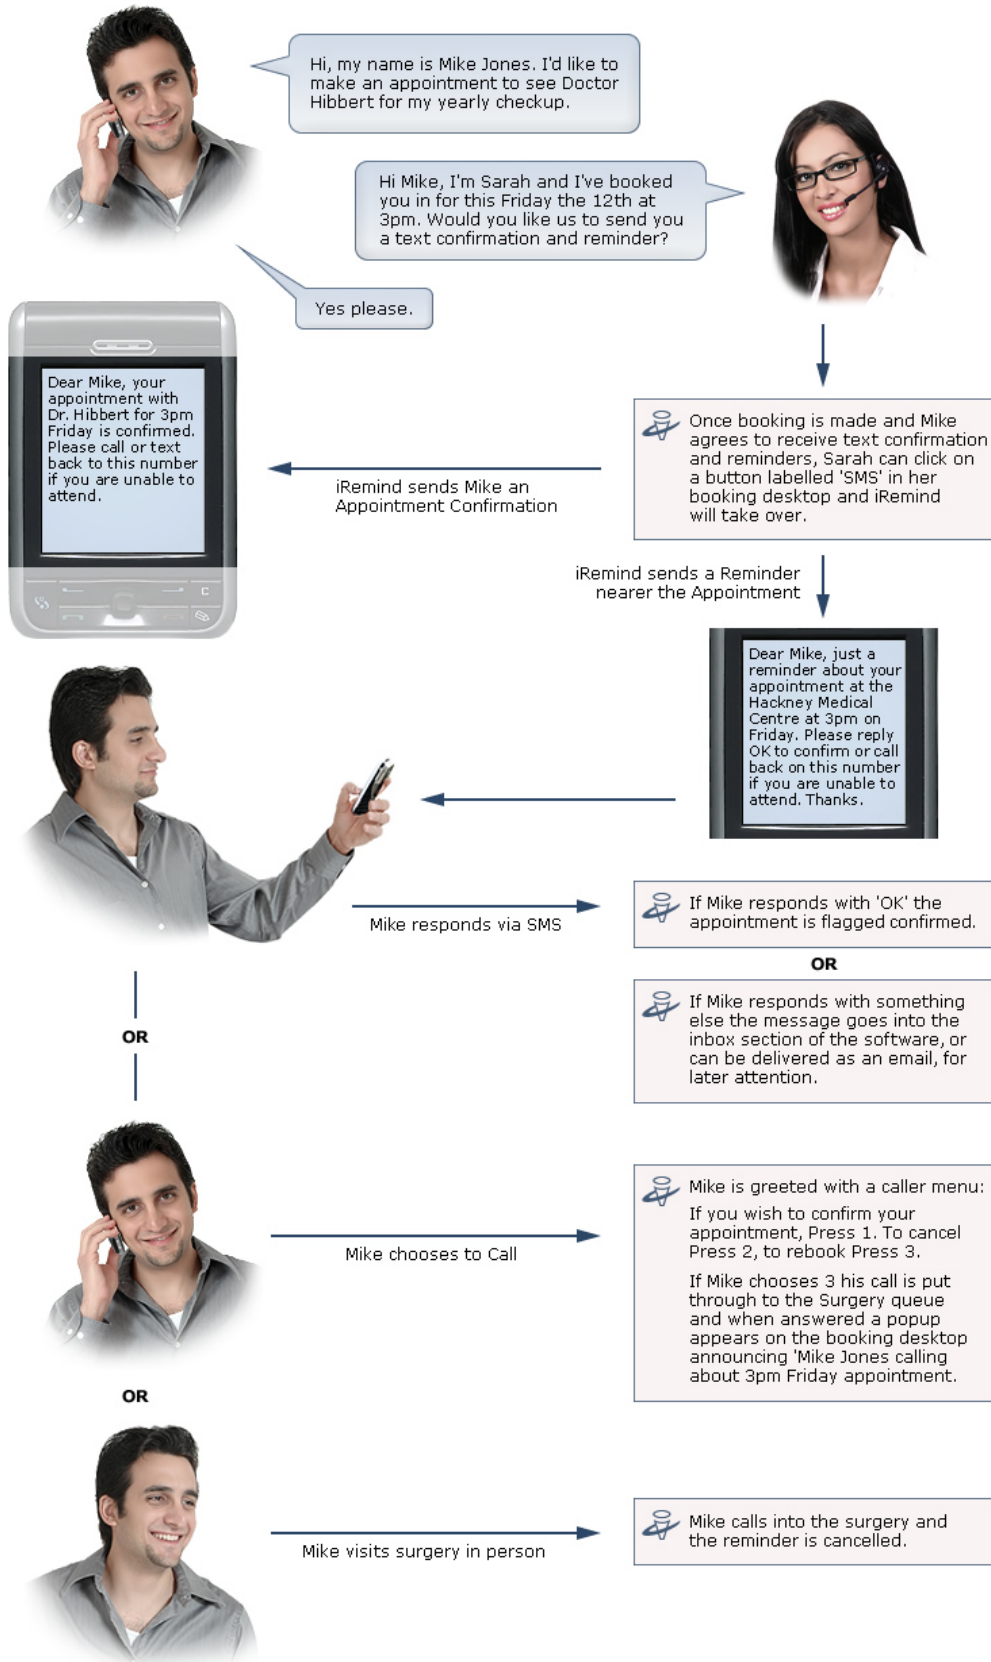 Hi, my name is Mike Jones. I'd like to
make an appointment to see Doctor
Hibbert for my yearly checkup.
Hi Mike, I'm Sarah and I've booked
you in for this Friday the 12th at
3pm. Would you like us to send you
a text confirmation and reminder?
Yes please.
Dear Mike, your
appointment with
Dr. Hibbert for 3pm
Friday is confirmed.
Please call or text
back to this number
if you are unable to
attend.
Once booking is made and Mike
agrees to receive text confirmation
and reminders, Sarah can click on
a button labelled 'SMS' in her
booking desktop and iRemind
will take over.
iRemind sends Mike an
Appointment Confirmation
iRemind sends a Reminder
nearer the Appointment
C
Dear Mike, just a
reminder about your
appointment at the
Hackney Medical
Centre at 3pm on
Friday. Please reply
OK to confirm or call
back on this number
if you are unable to
attend. Thanks.
Mike responds via SMS
If Mike responds with 'OK' the
appointment is flagged confirmed.
OR
If Mike responds with something
else the message goes into the
inbox section of the software, or
can be delivered as an email, for
later attention.
OR
Mike chooses to Call
Mike is greeted with a caller menu:
If you wish to confirm your
appointment, Press 1. To cancel
Press 2, to rebook Press 3.
If Mike chooses 3 his call is put
through to the Surgery queue
and when answered a popup
appears on the booking desktop
announcing 'Mike Jones calling
about 3pm Friday appointment.
OR
Mike visits surgery in person
Mike calls into the surgery and
the reminder is cancelled.